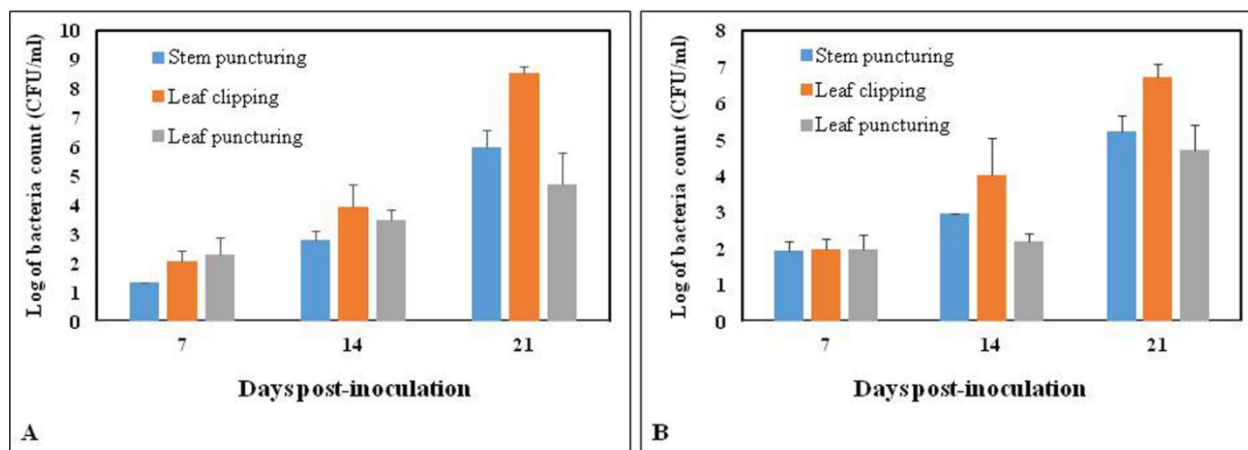 Log of bacteria count (CFU/ml)
10
9
8
7
6
5
4
3
2
1
0
Stem puncturing
Leaf clipping
Leaf puncturing
7 14 21
Days post-inoculation
A
Log of bacteria count (CFU/ml)
8
7
6
5
4
3
2
1
0
Stem puncturing
Leaf clipping
Leaf puncturing
7 14 21
Days post-inoculation
B